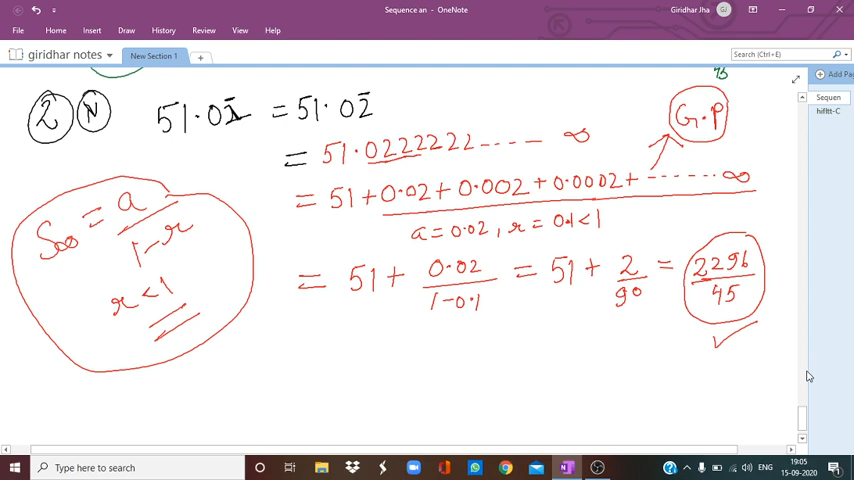 Sequence an - OneNote
Giridhar Jha GJ
File Home Insert Draw History Review View Help
giridhar notes New Section 1 +
Search (Ctrl+E)
Add Pag
Sequen
hifltt-C
2 N 51.02̄ = 51.02̄
= 51.0222222---- ∞
G.P
= 51+0.02+0.002+0.0002+------∞
a=0.02, r=0.1<1
S∞ = a/1-r
r<1
= 51 + 0.02/1-0.1 = 51 + 2/90 = 2296/45
Type here to search
ENG
19:05
15-09-2020